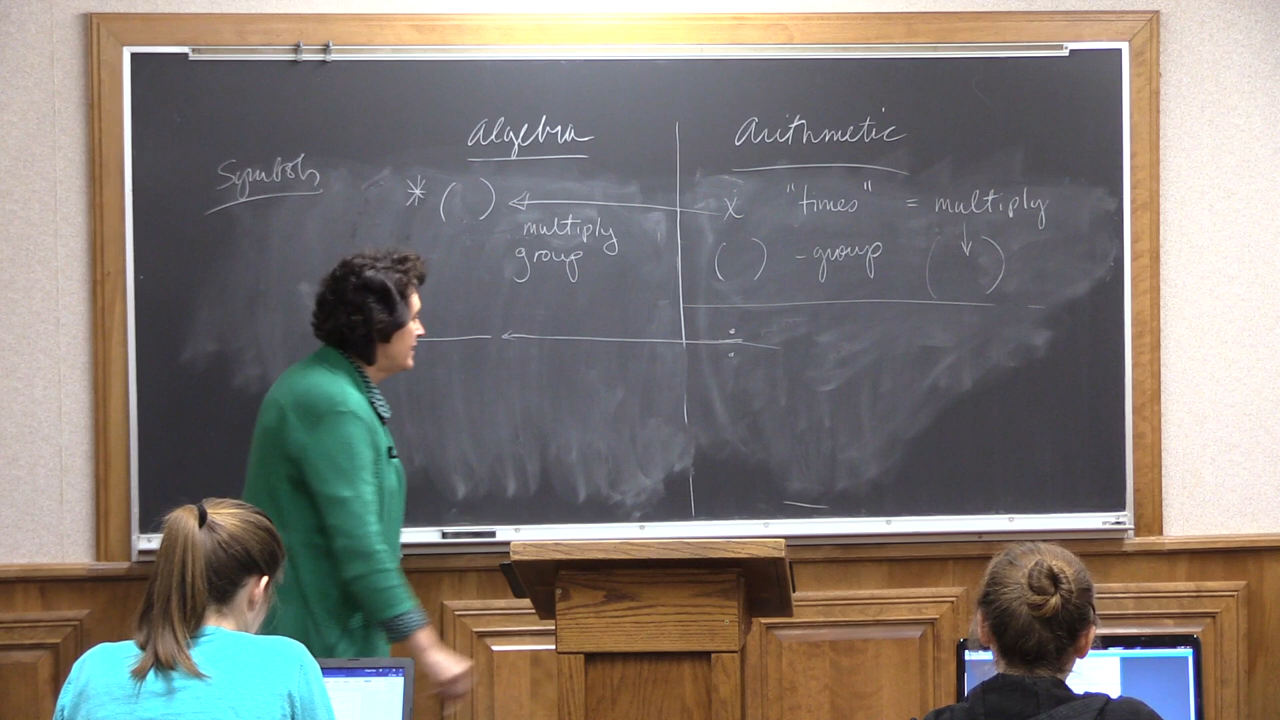 algebra
arithmetic
Symbols
* ( )
x "times" = multiply
multiply
group
( ) - group ( )
÷